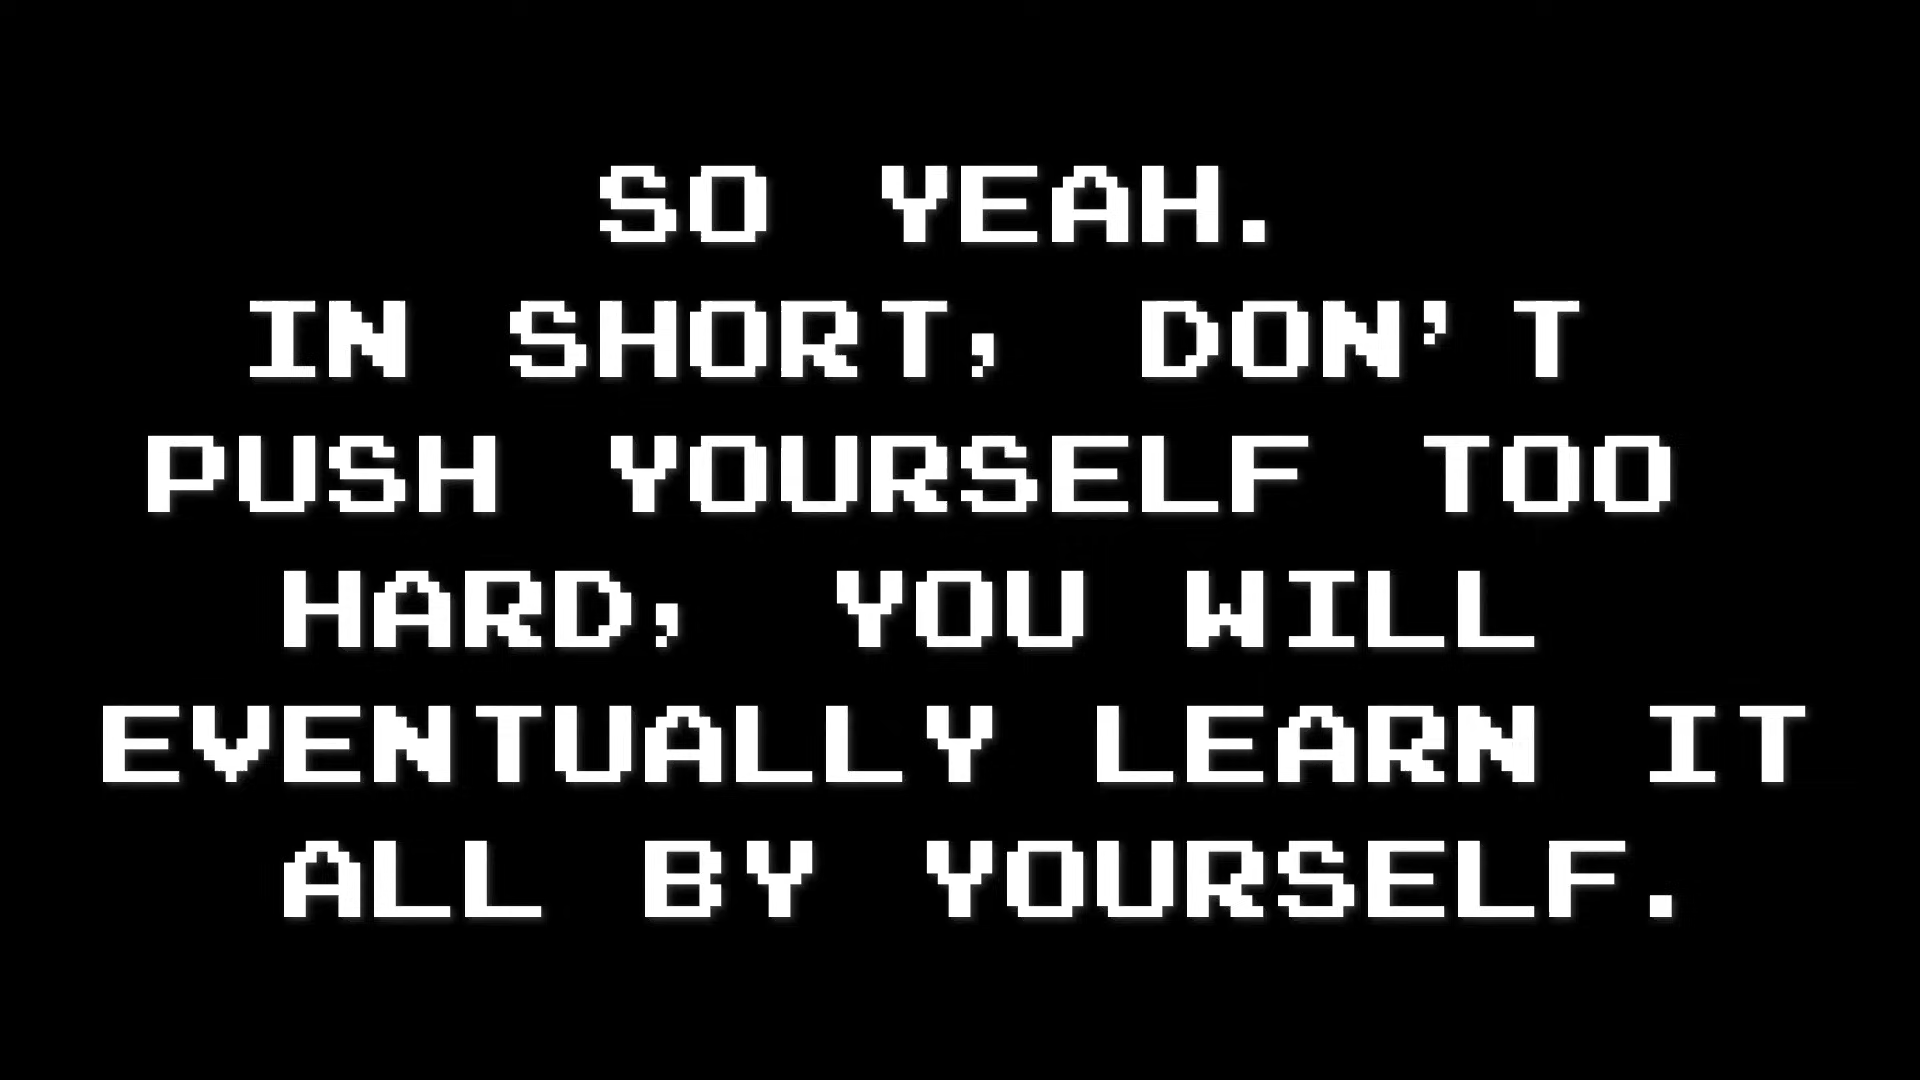 SO YEAH.
IN SHORT, DON'T
PUSH YOURSELF TOO
HARD, YOU WILL
EVENTUALLY LEARN IT
ALL BY YOURSELF.